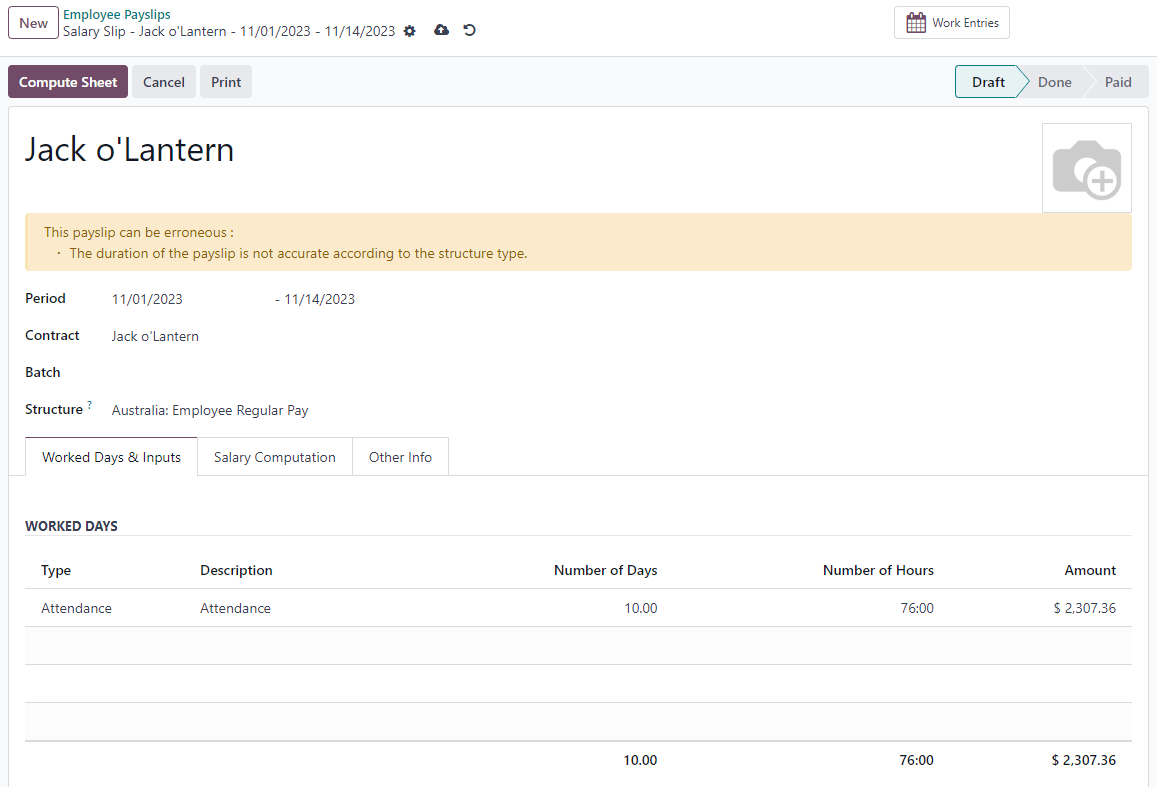 New
Employee Payslips
Salary Slip - Jack o'Lantern - 11/01/2023 - 11/14/2023
Work Entries
Compute Sheet Cancel Print Draft Done Paid
Jack o'Lantern
This payslip can be erroneous :
· The duration of the payslip is not accurate according to the structure type.
Period 11/01/2023 - 11/14/2023
Contract Jack o'Lantern
Batch
Structure ? Australia: Employee Regular Pay
Worked Days & Inputs Salary Computation Other Info
WORKED DAYS
Type Description Number of Days Number of Hours Amount
Attendance Attendance 10.00 76:00 $ 2,307.36
10.00 76:00 $ 2,307.36